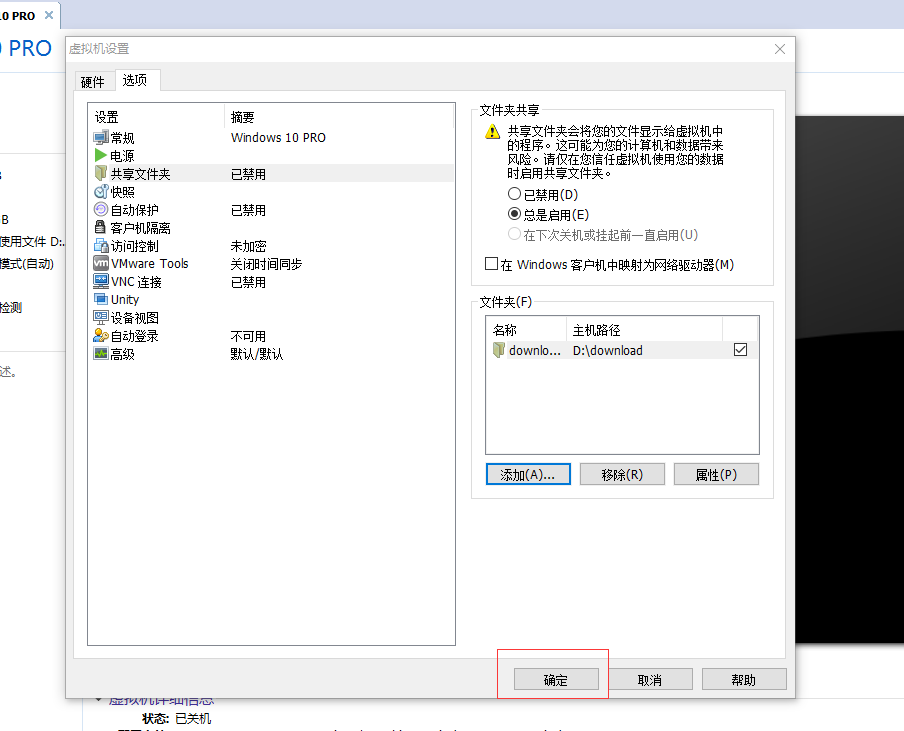 10 PRO
PRO
虚拟机设置
硬件
选项
设置
摘要
常规
Windows 10 PRO
电源
共享文件夹
已禁用
快照
自动保护
已禁用
客户机隔离
访问控制
未加密
VMware Tools
关闭时间同步
VNC 连接
已禁用
Unity
设备视图
自动登录
不可用
高级
默认/默认
文件夹共享
共享文件夹会将您的文件显示给虚拟机中
的程序。这可能为您的计算机和数据带来
风险。请仅在您信任虚拟机使用您的数据
时启用共享文件夹。
已禁用(D)
总是启用(E)
在下次关机或挂起前一直启用(U)
在 Windows 客户机中映射为网络驱动器(M)
文件夹(F)
名称
主机路径
downlo...
D:\download
添加(A)...
移除(R)
属性(P)
确定
取消
帮助
B
使用文件 D:..
模式(自动)
检测
述。
虚拟机详细信息
状态: 已关机